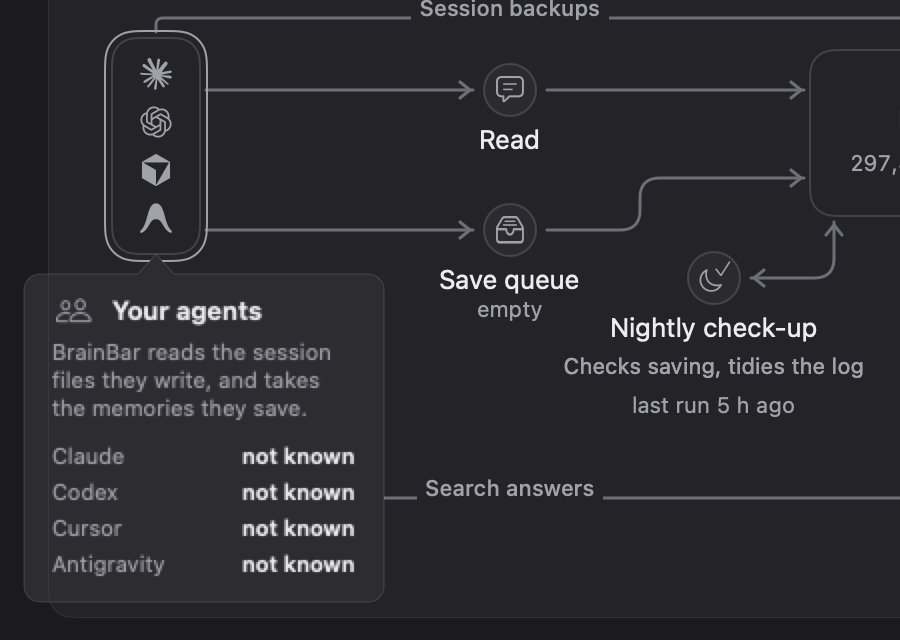 Session backups
Read
297,
Save queue
empty
Nightly check-up
Checks saving, tidies the log
last run 5 h ago
Your agents
BrainBar reads the session
files they write, and takes
the memories they save.
Claude not known
Codex not known
Cursor not known
Antigravity not known
Search answers